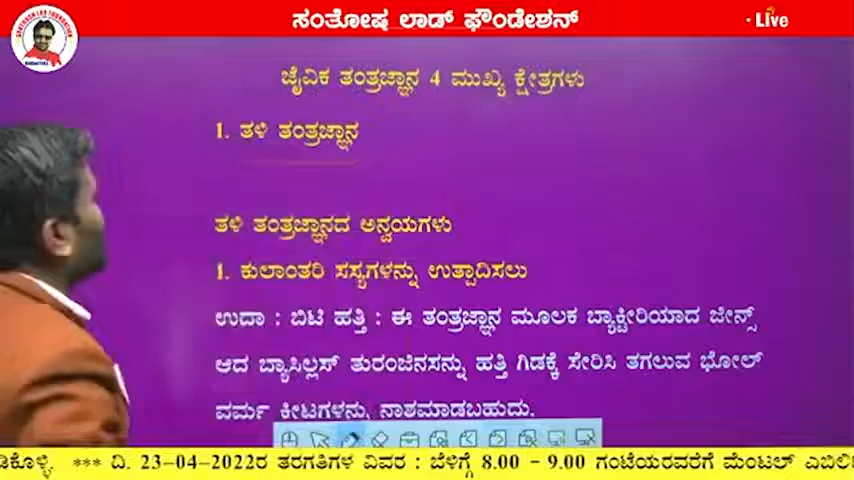 ಸಂತೋಷ ಲಾಡ್ ಫೌಂಡೇಶನ್
Live
ಜೈವಿಕ ತಂತ್ರಜ್ಞಾನ 4 ಮುಖ್ಯ ಕ್ಷೇತ್ರಗಳು
1. ತಳಿ ತಂತ್ರಜ್ಞಾನ
ತಳಿ ತಂತ್ರಜ್ಞಾನದ ಅನ್ವಯಗಳು
1. ಕುಲಾಂತರಿ ಸಸ್ಯಗಳನ್ನು ಉತ್ಪಾದಿಸಲು
ಉದಾ : ಬಿಟಿ ಹತ್ತಿ : ಈ ತಂತ್ರಜ್ಞಾನ ಮೂಲಕ ಬ್ಯಾಕ್ಟೀರಿಯಾದ ಜೀನ್ಸ್
ಆದ ಬ್ಯಾಸಿಲ್ಲಸ್ ತುರಂಜಿನಸನ್ನು ಹತ್ತಿ ಗಿಡಕ್ಕೆ ಸೇರಿಸಿ ತಗಲುವ ಭೋಲ್
ವರ್ಮ ಕೀಟಗಳನ್ನು ನಾಶಮಾಡಬಹುದು.
ಡಿಕೊಳ್ಳಿ. *** ದಿ. 23-04-2022ರ ತರಗತಿಗಳ ವಿವರ : ಬೆಳಿಗ್ಗೆ 8.00 - 9.00 ಗಂಟೆಯರವರೆಗೆ ಮೆಂಟಲ್ ಎಬಿಲಿ